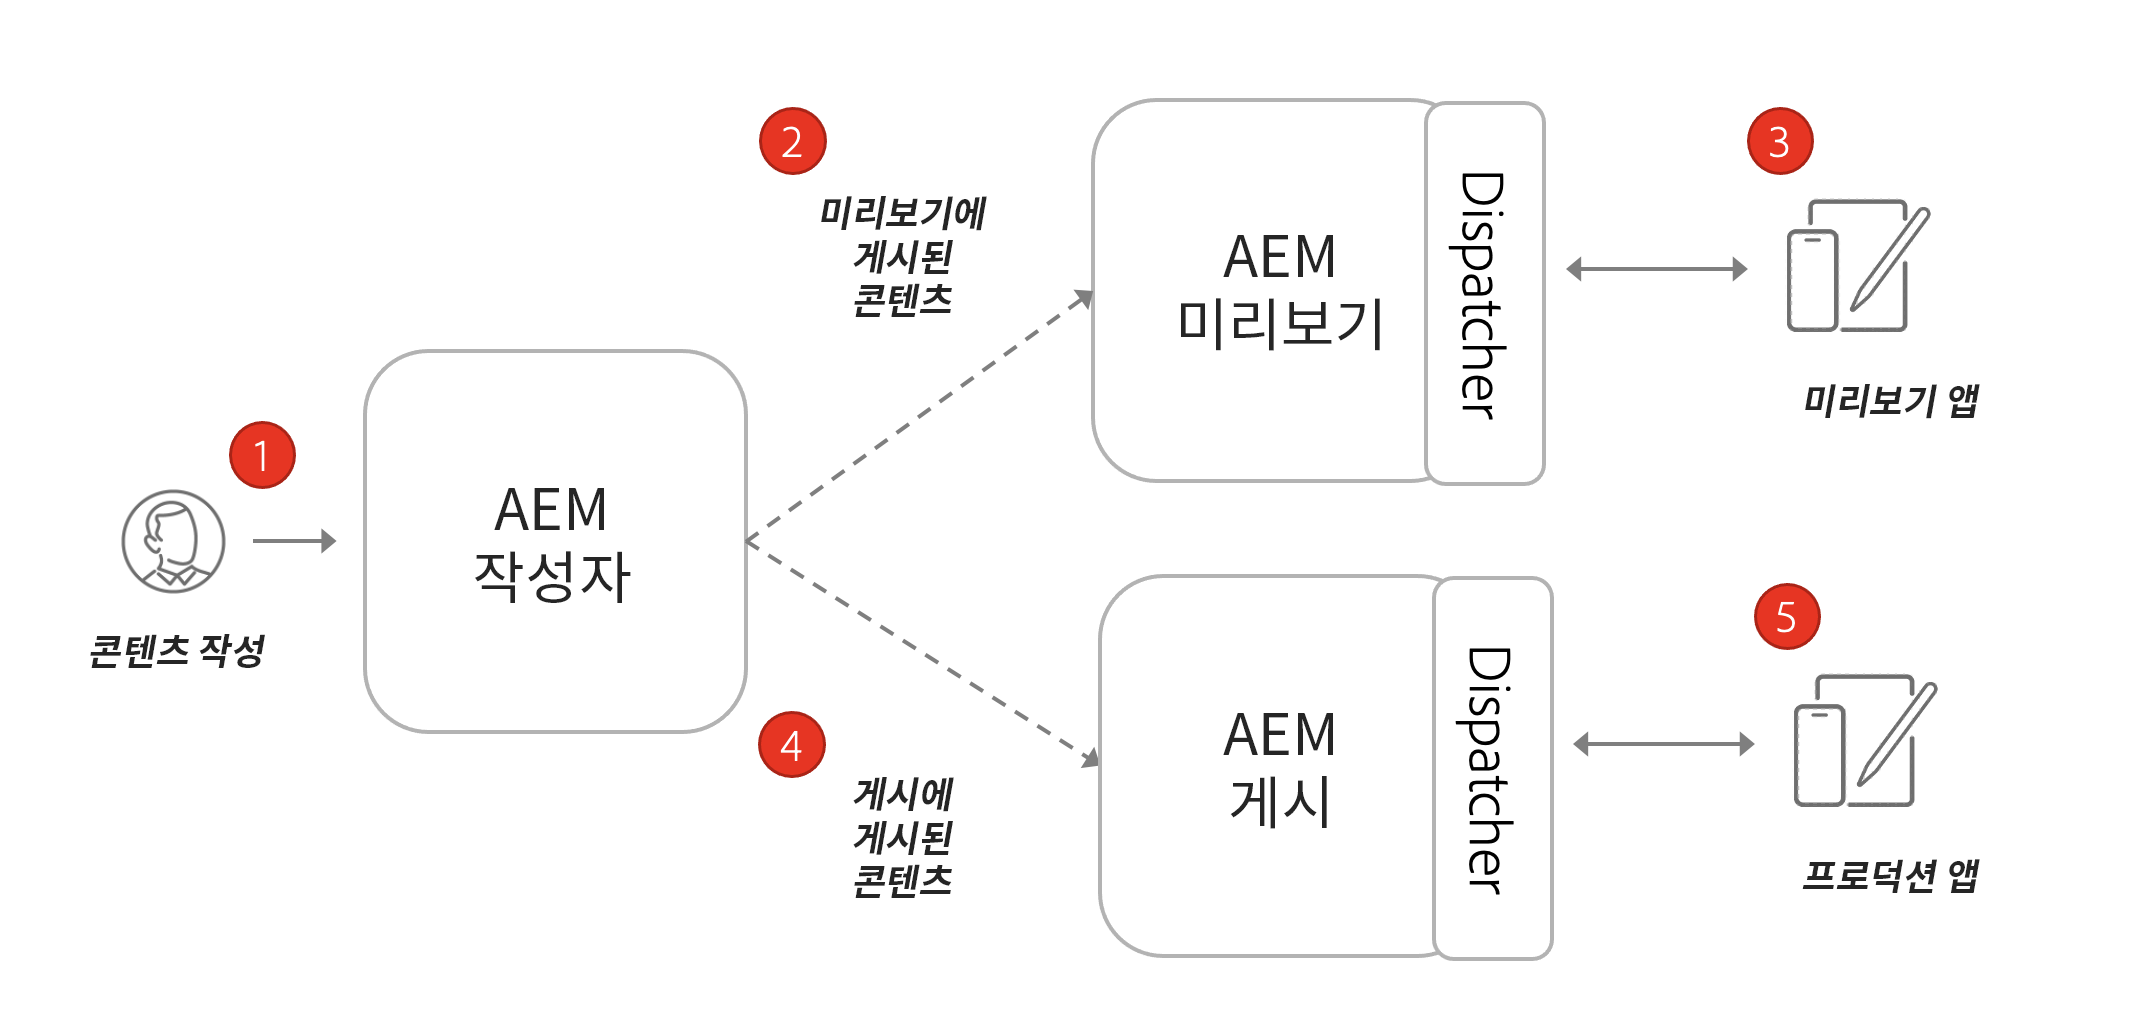 1
콘텐츠 작성
AEM
작성자
2
미리보기에
게시된
콘텐츠
AEM
미리보기
Dispatcher
3
미리보기 앱
4
게시에
게시된
콘텐츠
AEM
게시
Dispatcher
5
프로덕션 앱